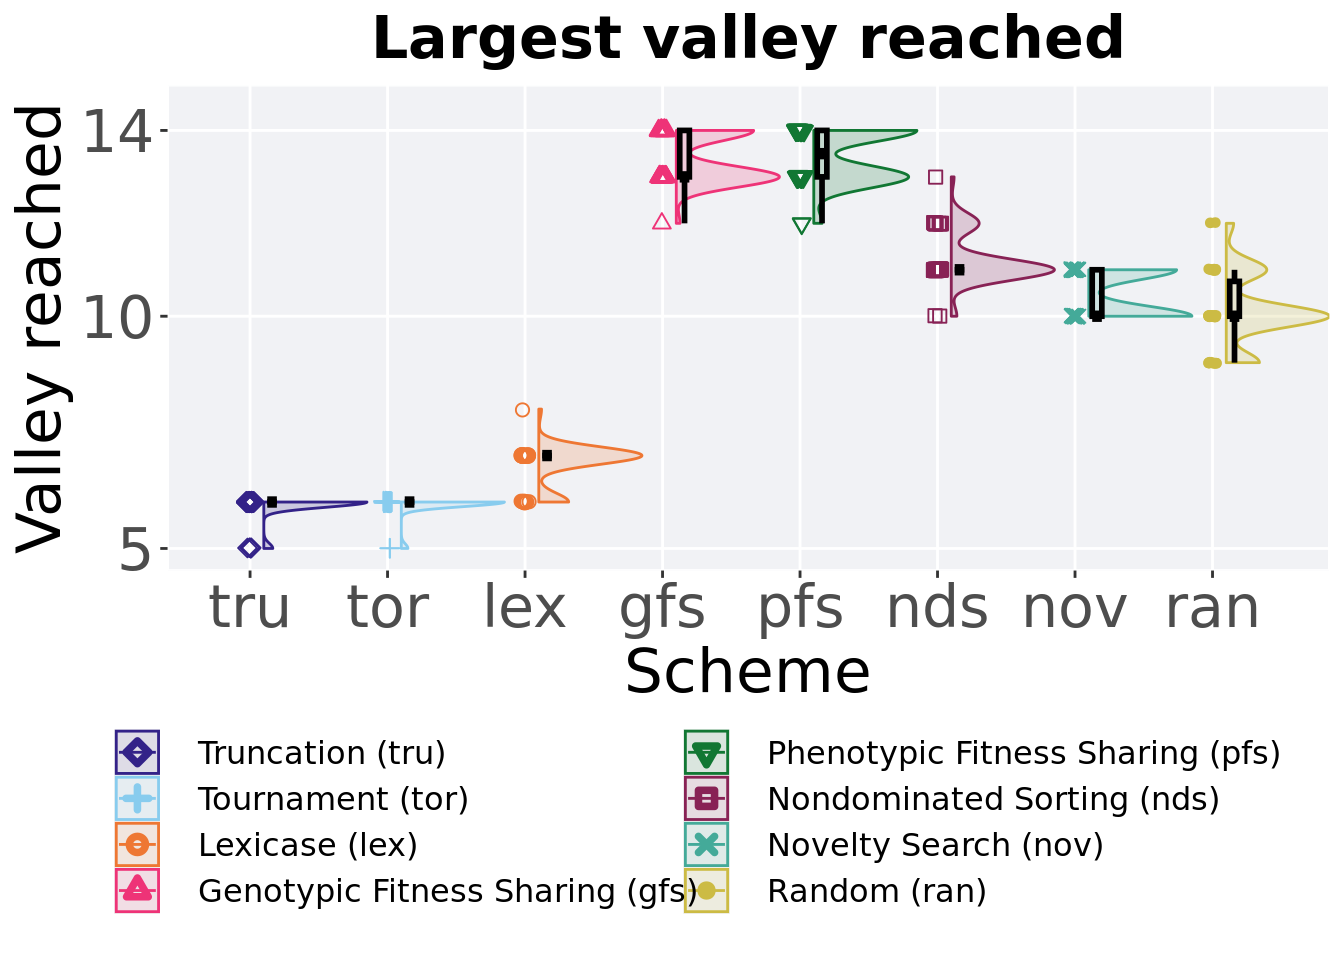 Largest valley reached
Valley reached
14
10
5
tru tor lex gfs pfs nds nov ran
Scheme
Truncation (tru)
Tournament (tor)
Lexicase (lex)
Genotypic Fitness Sharing (gfs)
Phenotypic Fitness Sharing (pfs)
Nondominated Sorting (nds)
Novelty Search (nov)
Random (ran)